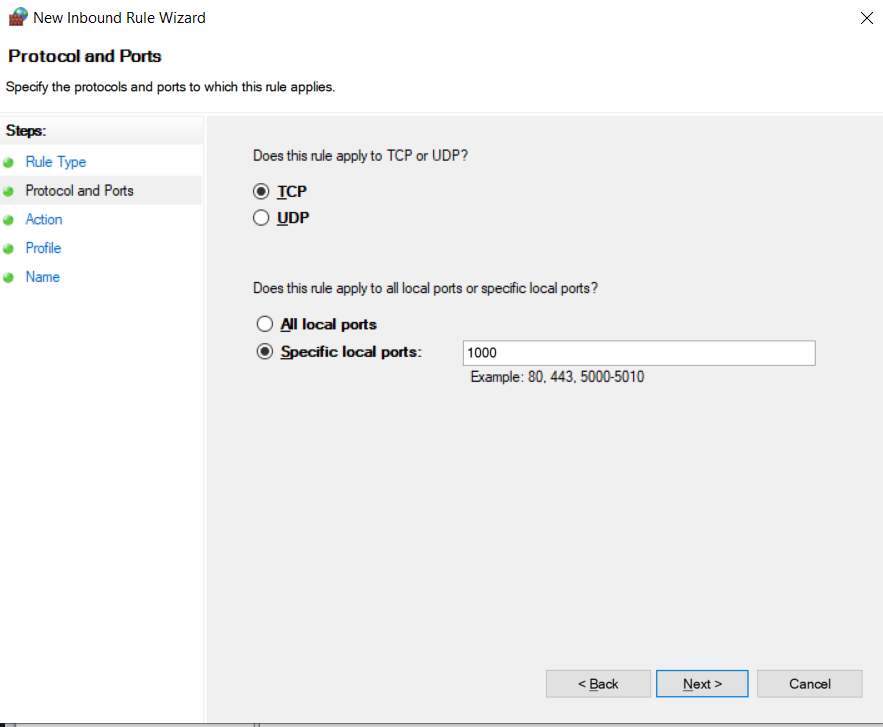 New Inbound Rule Wizard
Protocol and Ports
Specify the protocols and ports to which this rule applies.
Steps:
Rule Type
Protocol and Ports
Action
Profile
Name
Does this rule apply to TCP or UDP?
TCP
UDP
Does this rule apply to all local ports or specific local ports?
All local ports
Specific local ports: 1000
Example: 80, 443, 5000-5010
< Back Next > Cancel